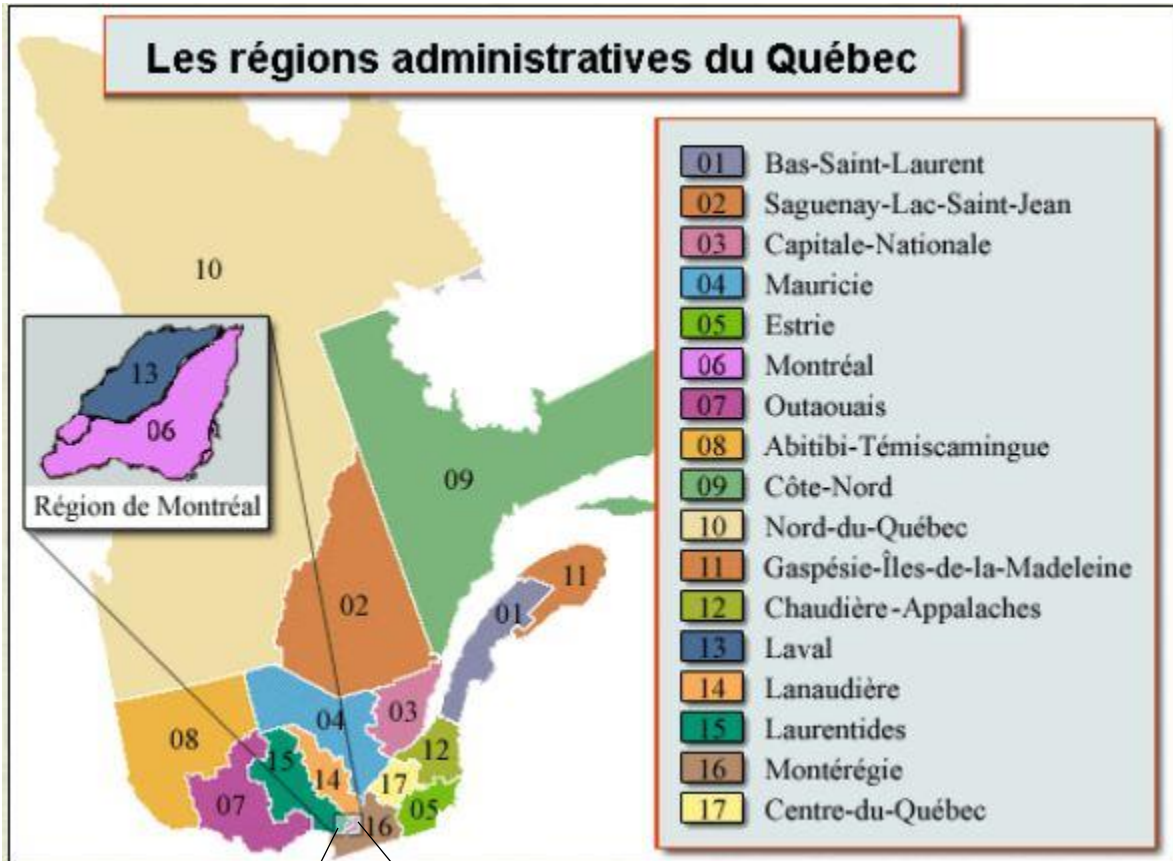 Les régions administratives du Québec
01 Bas-Saint-Laurent
02 Saguenay-Lac-Saint-Jean
03 Capitale-Nationale
04 Mauricie
05 Estrie
06 Montréal
07 Outaouais
08 Abitibi-Témiscamingue
09 Côte-Nord
10 Nord-du-Québec
11 Gaspésie-Îles-de-la-Madeleine
12 Chaudière-Appalaches
13 Laval
14 Lanaudière
15 Laurentides
16 Montérégie
17 Centre-du-Québec
10
13
06
Région de Montréal
09
11
02
01
03
04
08
12
15
14
17
07
05
16